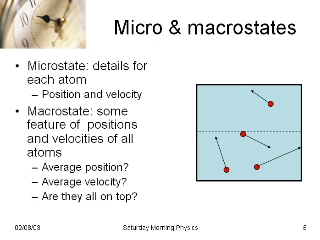 Micro & macrostates
• Microstate: details for
each atom
– Position and velocity
• Macrostate: some
feature of positions
and velocities of all
atoms
– Average position?
– Average velocity?
– Are they all on top?
02/08/03
Saturday Morning Physics
8